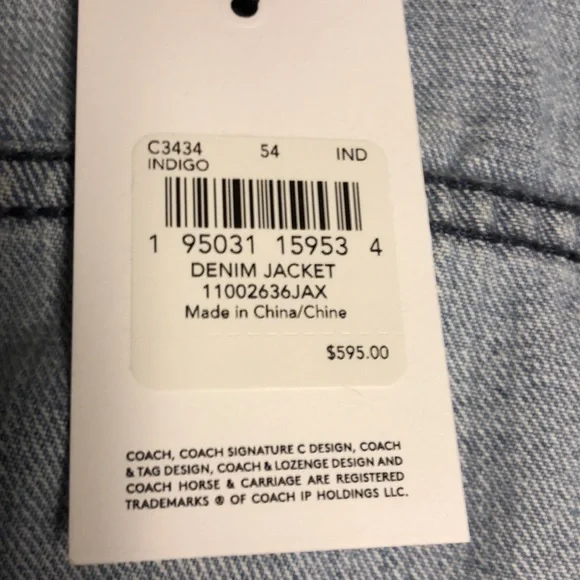 C3434 54 IND
INDIGO
1 95031 15953 4
DENIM JACKET
11002636JAX
Made in China/Chine
$595.00
COACH, COACH SIGNATURE C DESIGN, COACH
& TAG DESIGN, COACH & LOZENGE DESIGN AND
COACH HORSE & CARRIAGE ARE REGISTERED
TRADEMARKS ® OF COACH IP HOLDINGS LLC.